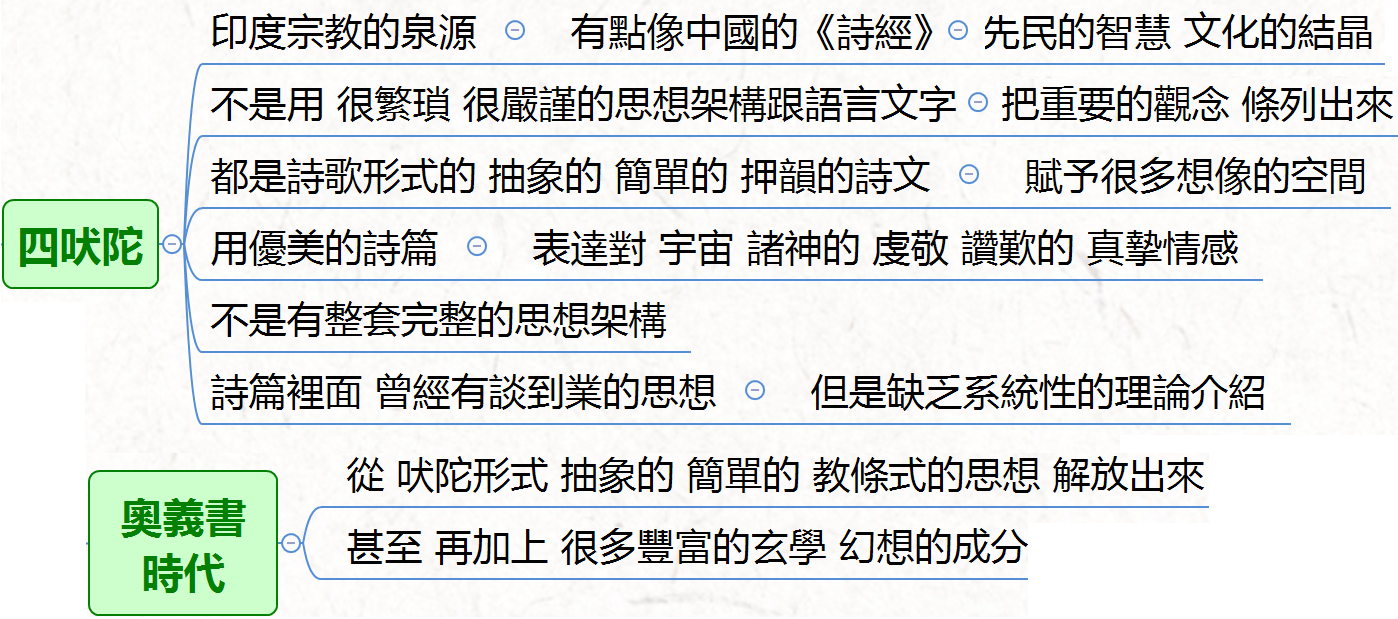 四吠陀
印度宗教的泉源 有點像中國的《詩經》 先民的智慧 文化的結晶
不是用 很繁瑣 很嚴謹的思想架構跟語言文字 把重要的觀念 條列出來
都是詩歌形式的 抽象的 簡單的 押韻的詩文 賦予很多想像的空間
用優美的詩篇 表達對 宇宙 諸神的 虔敬 讚歎的 真摯情感
不是有整套完整的思想架構
詩篇裡面 曾經有談到業的思想 但是缺乏系統性的理論介紹
奧義書
時代
從 吠陀形式 抽象的 簡單的 教條式的思想 解放出來
甚至 再加上 很多豐富的玄學 幻想的成分